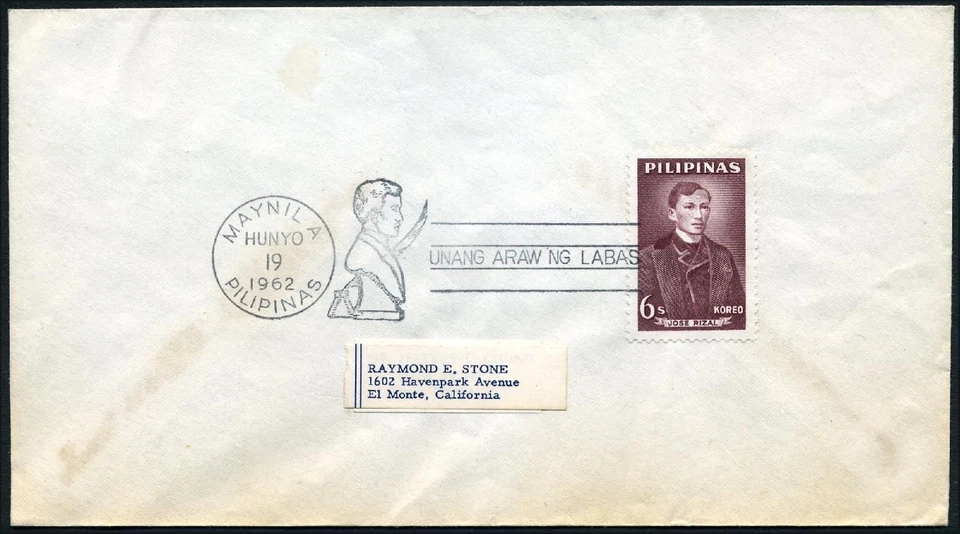 MAYNILA
HUNYO
19
1962
PILIPINAS
UNANG ARAW NG LABAS
PILIPINAS
6s KOREO
JOSE RIZAL
RAYMOND E. STONE
1602 Havenpark Avenue
El Monte, California